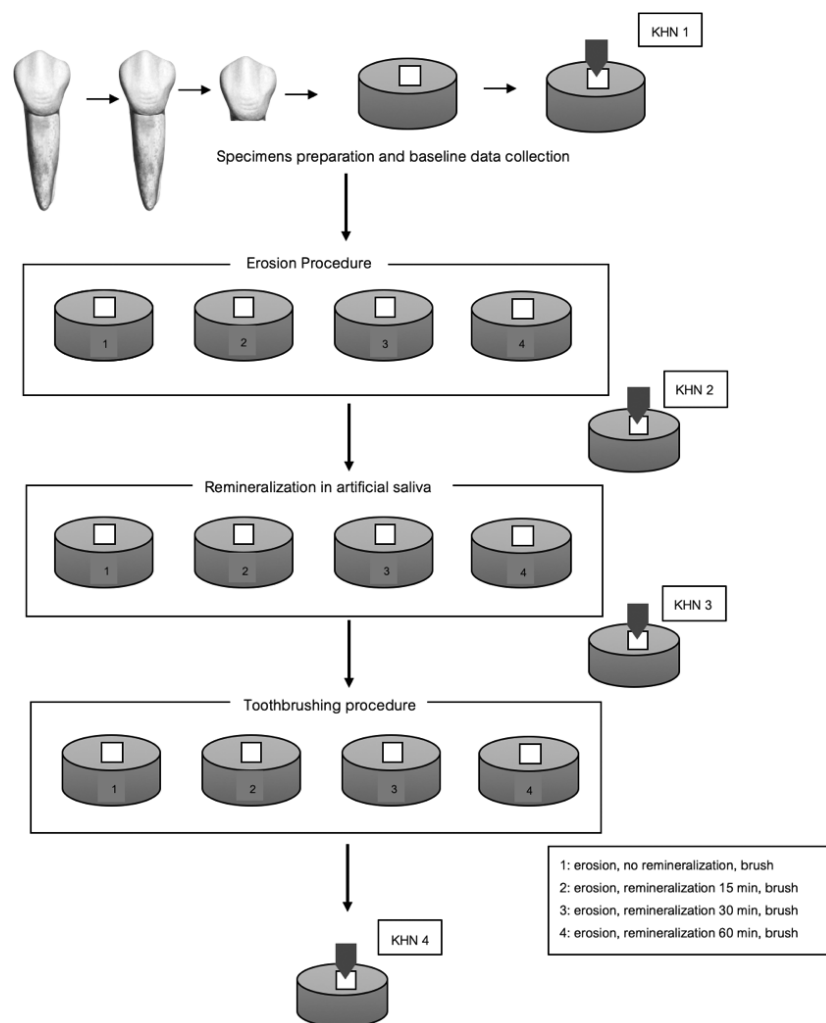 KHN 1
Specimens preparation and baseline data collection
Erosion Procedure
1
2
3
4
KHN 2
Remineralization in artificial saliva
1
2
3
4
KHN 3
Toothbrushing procedure
1
2
3
4
1: erosion, no remineralization, brush
2: erosion, remineralization 15 min, brush
3: erosion, remineralization 30 min, brush
4: erosion, remineralization 60 min, brush
KHN 4